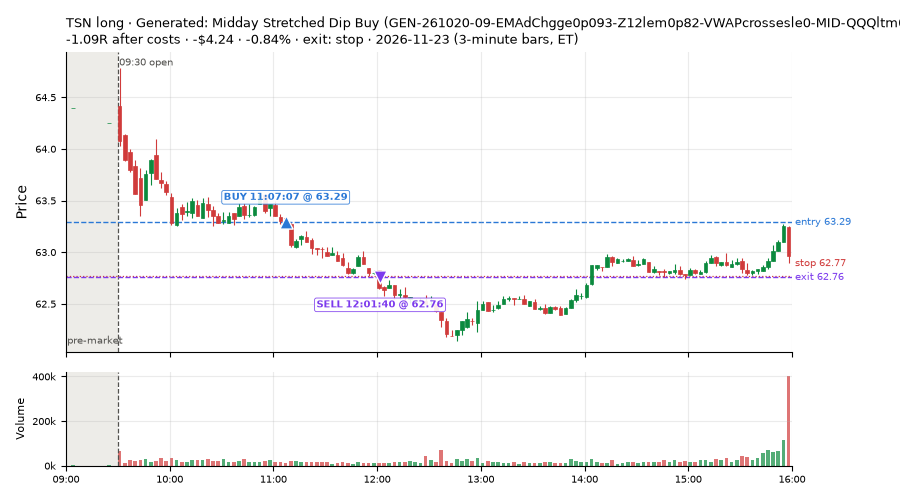 TSN long · Generated: Midday Stretched Dip Buy (GEN-261020-09-EMAdChgge0p093-Z12lem0p82-VWAPcrossesle0-MID-QQQltm
-1.09R after costs · -$4.24 · -0.84% · exit: stop · 2026-11-23 (3-minute bars, ET)
09:30 open
64.5
64.0
63.5
63.0
62.5
Price
BUY 11:07:07 @ 63.29
entry 63.29
stop 62.77
exit 62.76
SELL 12:01:40 @ 62.76
pre-market
400k
200k
0k
Volume
09:00
10:00
11:00
12:00
13:00
14:00
15:00
16:00